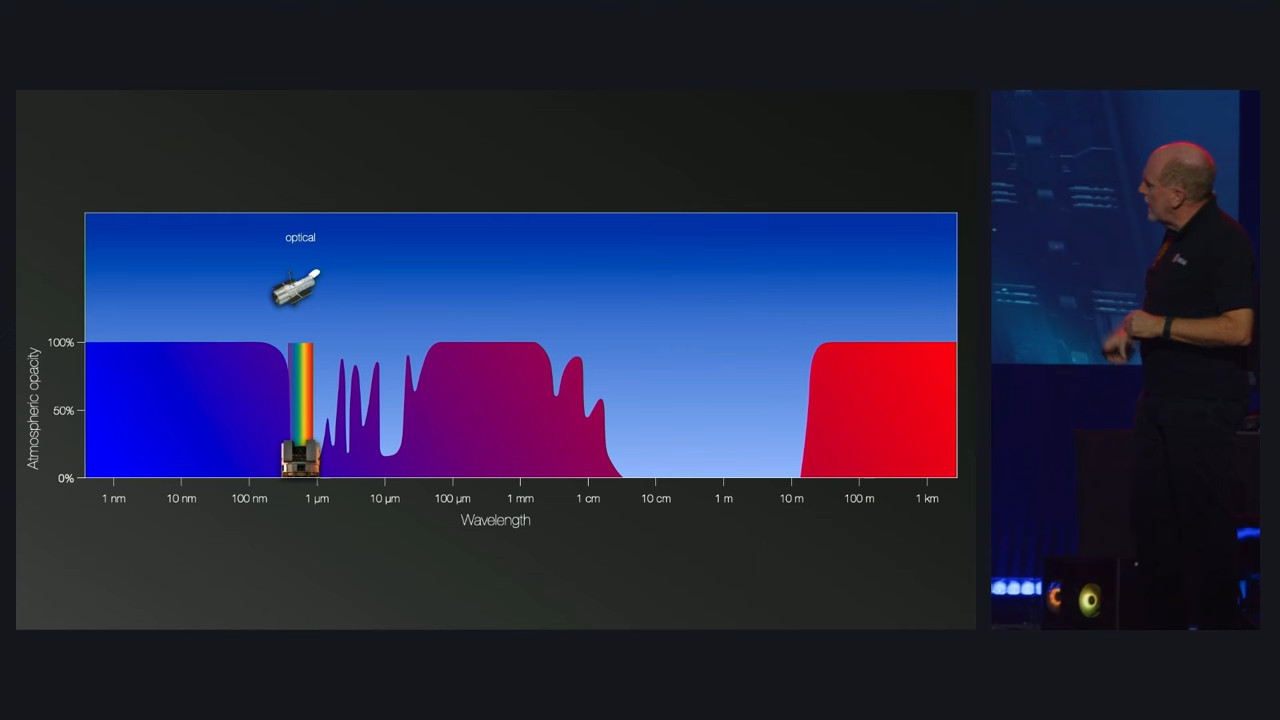 optical
100%
50%
0%
Atmospheric opacity
1 nm
10 nm
100 nm
1 µm
10 µm
100 µm
1 mm
1 cm
10 cm
1 m
10 m
100 m
1 km
Wavelength